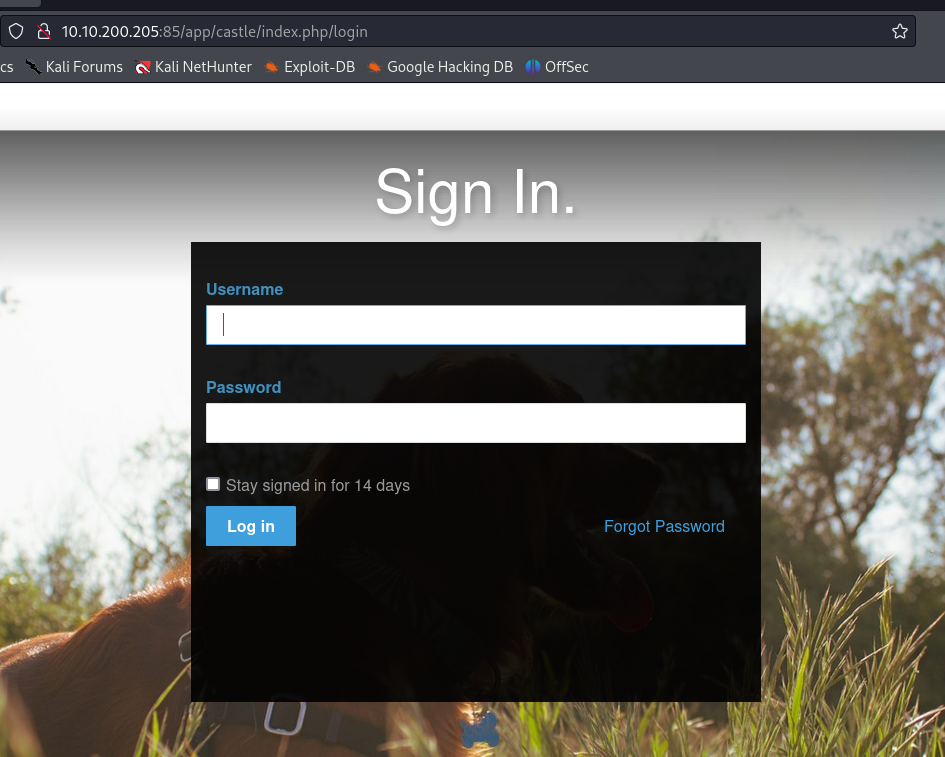 10.10.200.205:85/app/castle/index.php/login
cs Kali Forums Kali NetHunter Exploit-DB Google Hacking DB OffSec
Sign In.
Username
Password
Stay signed in for 14 days
Log in Forgot Password